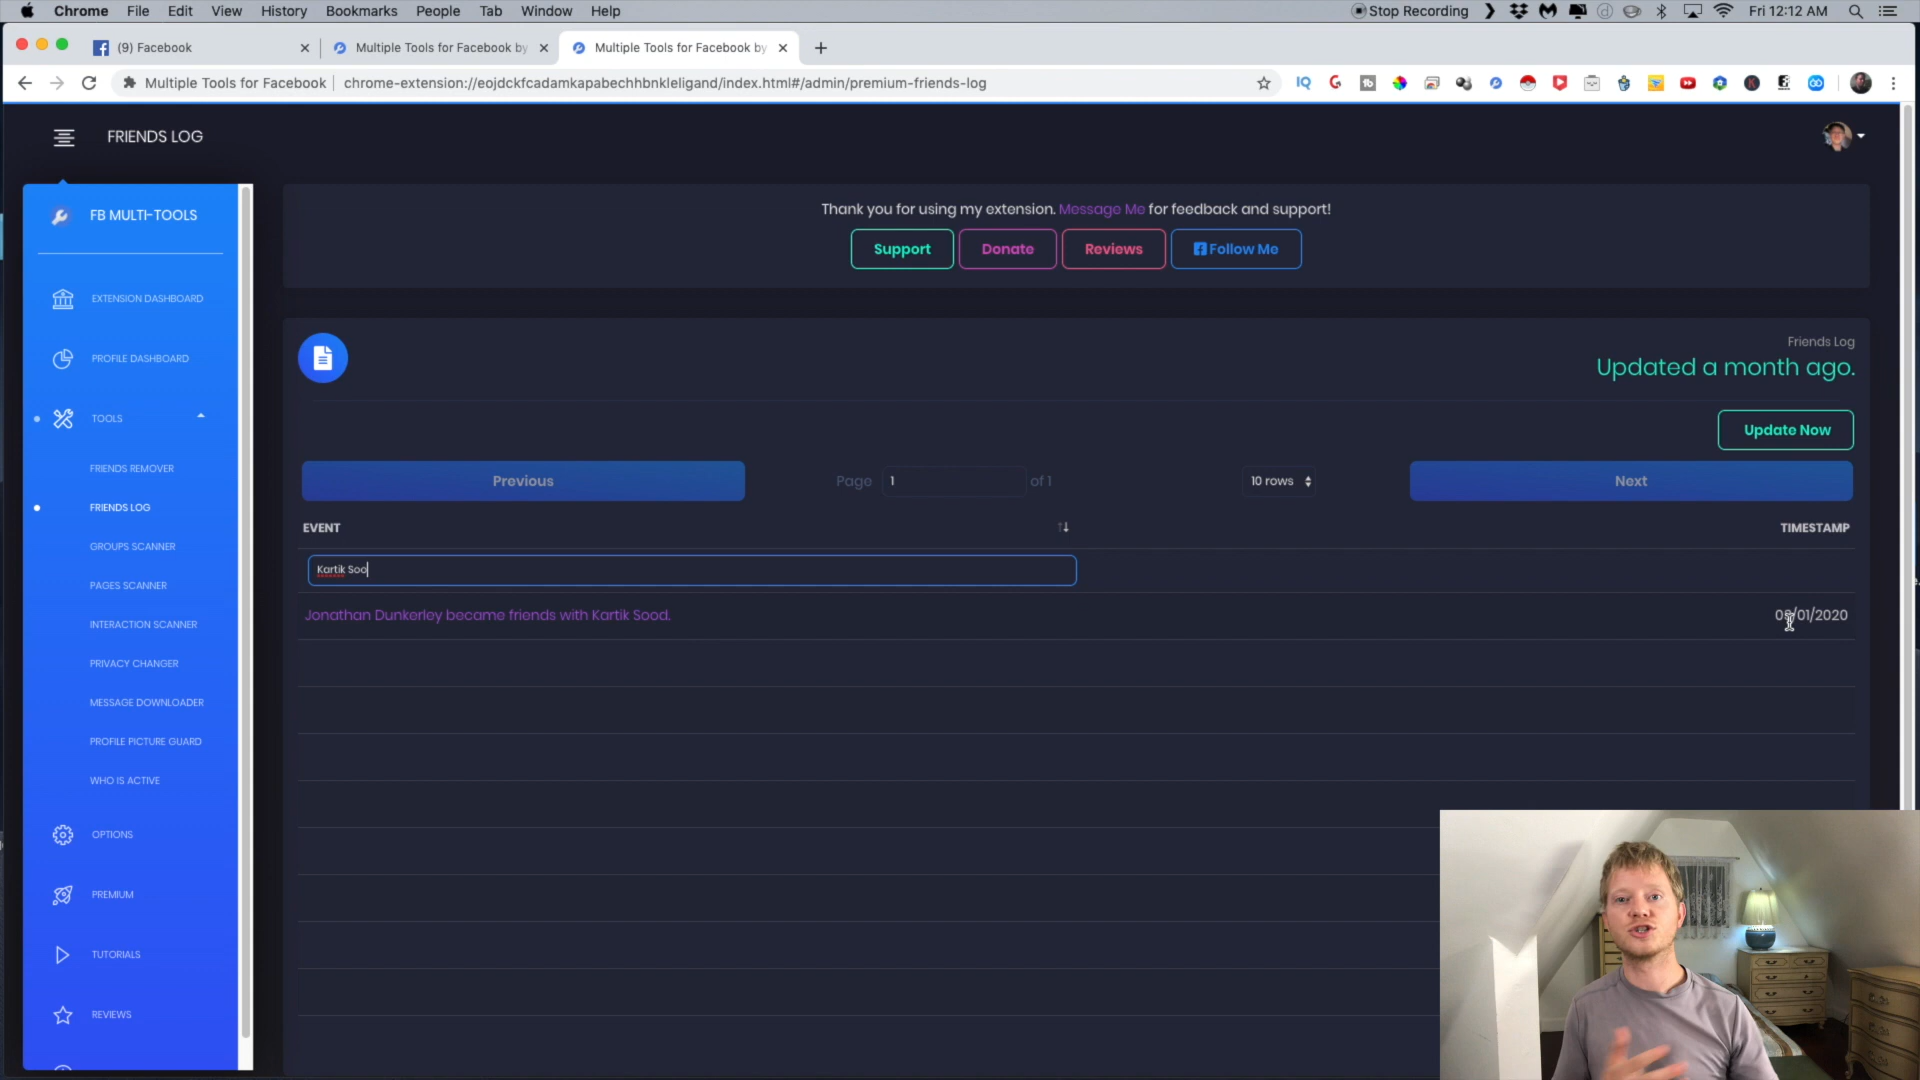 Chrome File Edit View History Bookmarks People Tab Window Help Stop Recording Fri 12:12 AM
(9) Facebook Multiple Tools for Facebook by Multiple Tools for Facebook by
Multiple Tools for Facebook chrome-extension://eojdckfcadamkapabechhbnkleligand/index.html#/admin/premium-friends-log
FRIENDS LOG
FB MULTI-TOOLS
EXTENSION DASHBOARD
PROFILE DASHBOARD
TOOLS
FRIENDS REMOVER
FRIENDS LOG
GROUPS SCANNER
PAGES SCANNER
INTERACTION SCANNER
PRIVACY CHANGER
MESSAGE DOWNLOADER
PROFILE PICTURE GUARD
WHO IS ACTIVE
OPTIONS
PREMIUM
TUTORIALS
REVIEWS
Thank you for using my extension. Message Me for feedback and support!
Support Donate Reviews Follow Me
Friends Log
Updated a month ago.
Update Now
Previous Page 1 of 1 10 rows Next
EVENT TIMESTAMP
Kartik Soo
Jonathan Dunkerley became friends with Kartik Sood.